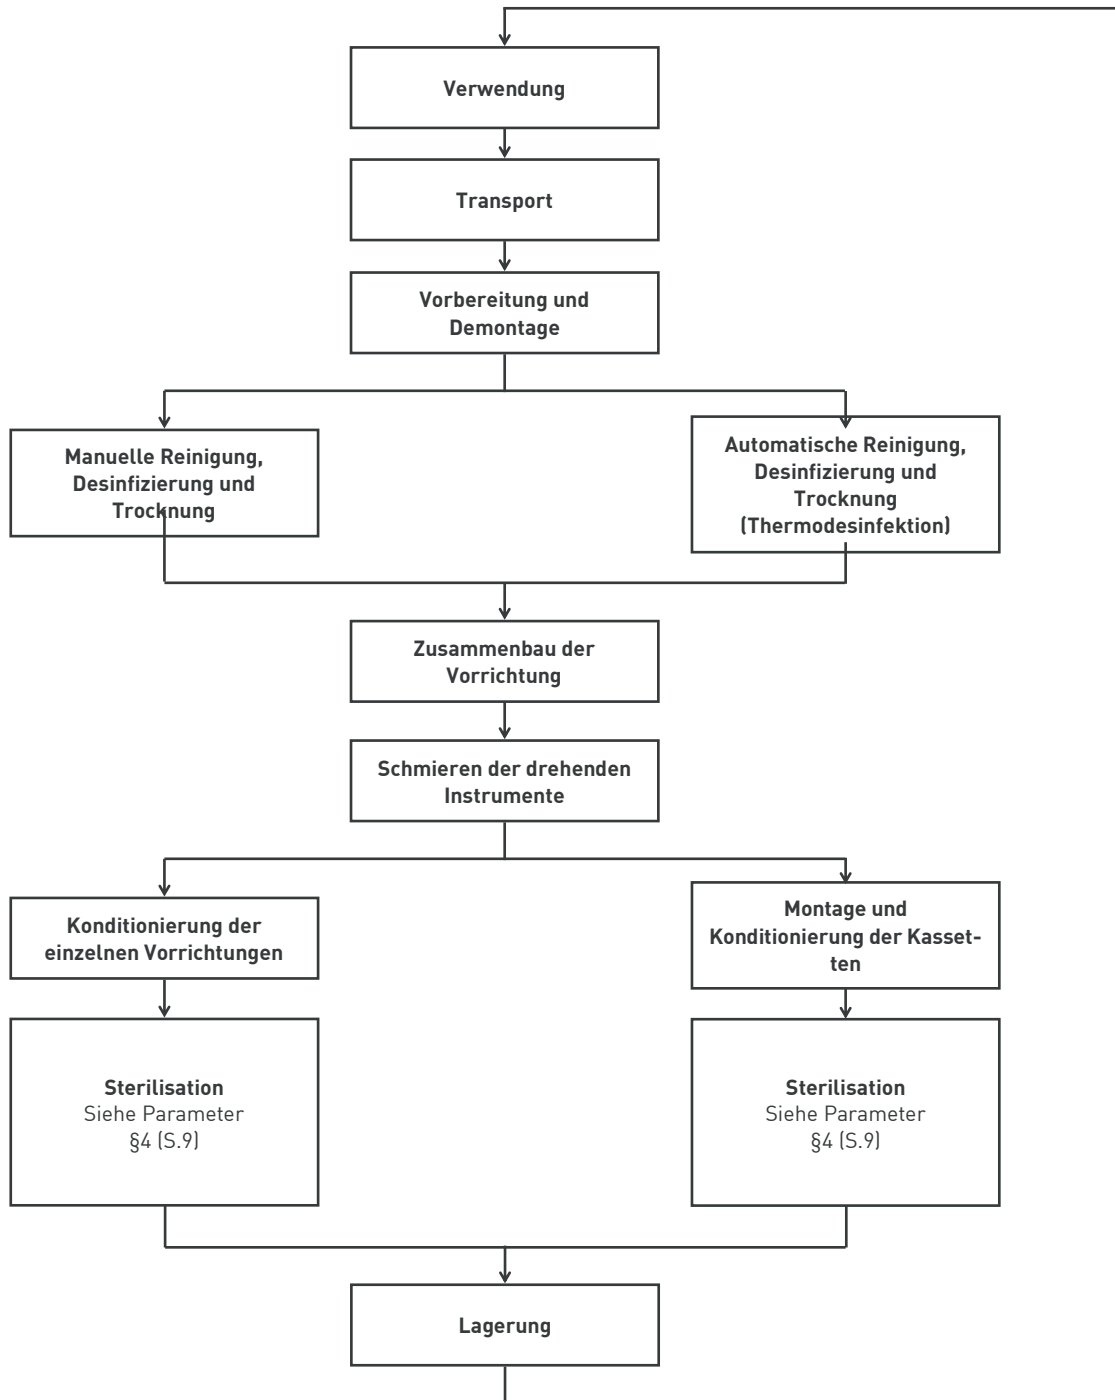 Verwendung
Transport
Vorbereitung und
Demontage
Manuelle Reinigung,
Desinfizierung und
Trocknung
Automatische Reinigung,
Desinfizierung und
Trocknung
(Thermodesinfektion)
Zusammenbau der
Vorrichtung
Schmieren der drehenden
Instrumente
Konditionierung der
einzelnen Vorrichtungen
Montage und
Konditionierung der Kasset-
ten
Sterilisation
Siehe Parameter
§4 (S.9)
Sterilisation
Siehe Parameter
§4 (S.9)
Lagerung